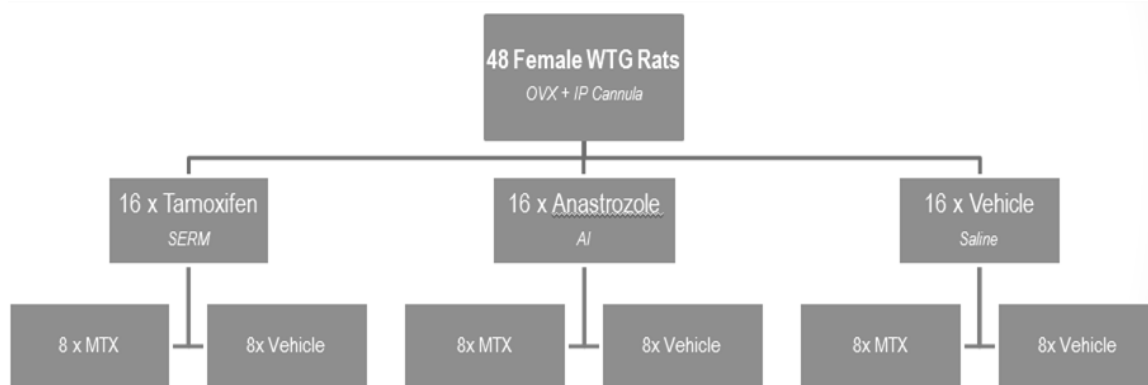 48 Female WTG Rats
OVX + IP Cannula
16 x Tamoxifen
SERM
16 x Anastrozole
AI
16 x Vehicle
Saline
8 x MTX
8x Vehicle
8x MTX
8x Vehicle
8x MTX
8x Vehicle